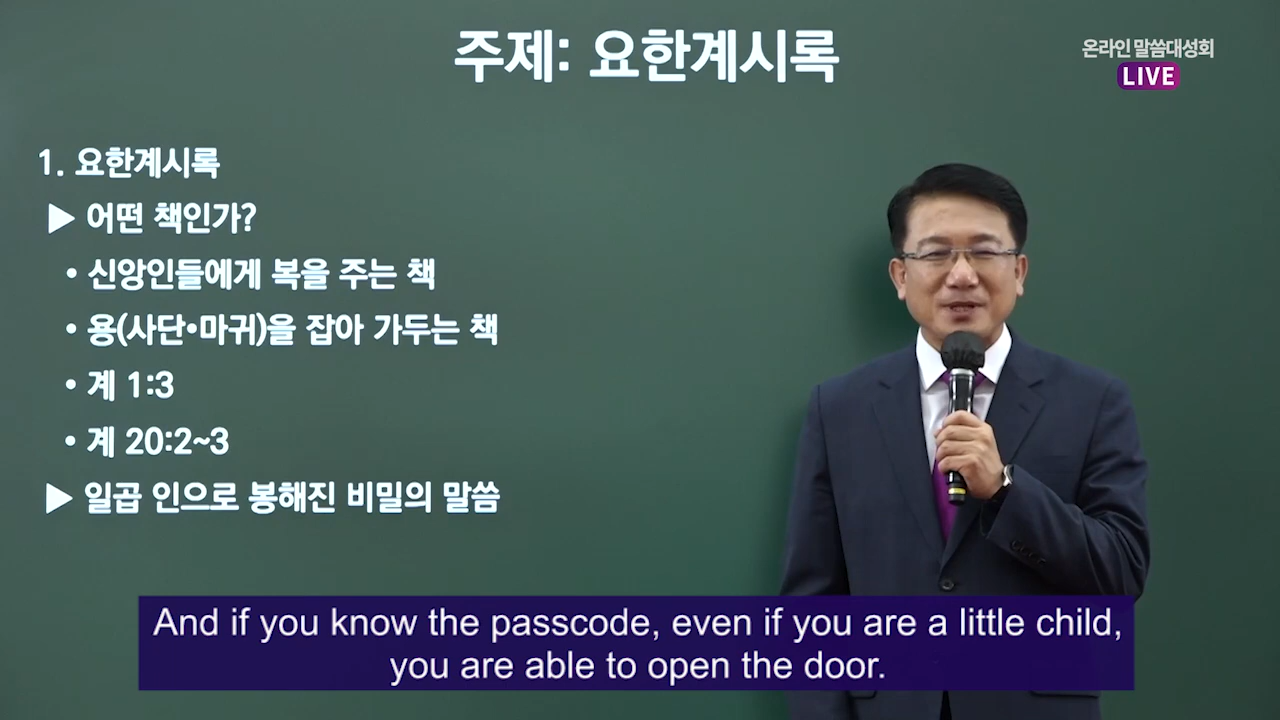 주제: 요한계시록
온라인 말씀대성회
LIVE
1. 요한계시록
▶ 어떤 책인가?
• 신앙인들에게 복을 주는 책
• 용(사단•마귀)을 잡아 가두는 책
• 계 1:3
• 계 20:2~3
▶ 일곱 인으로 봉해진 비밀의 말씀
And if you know the passcode, even if you are a little child,
you are able to open the door.